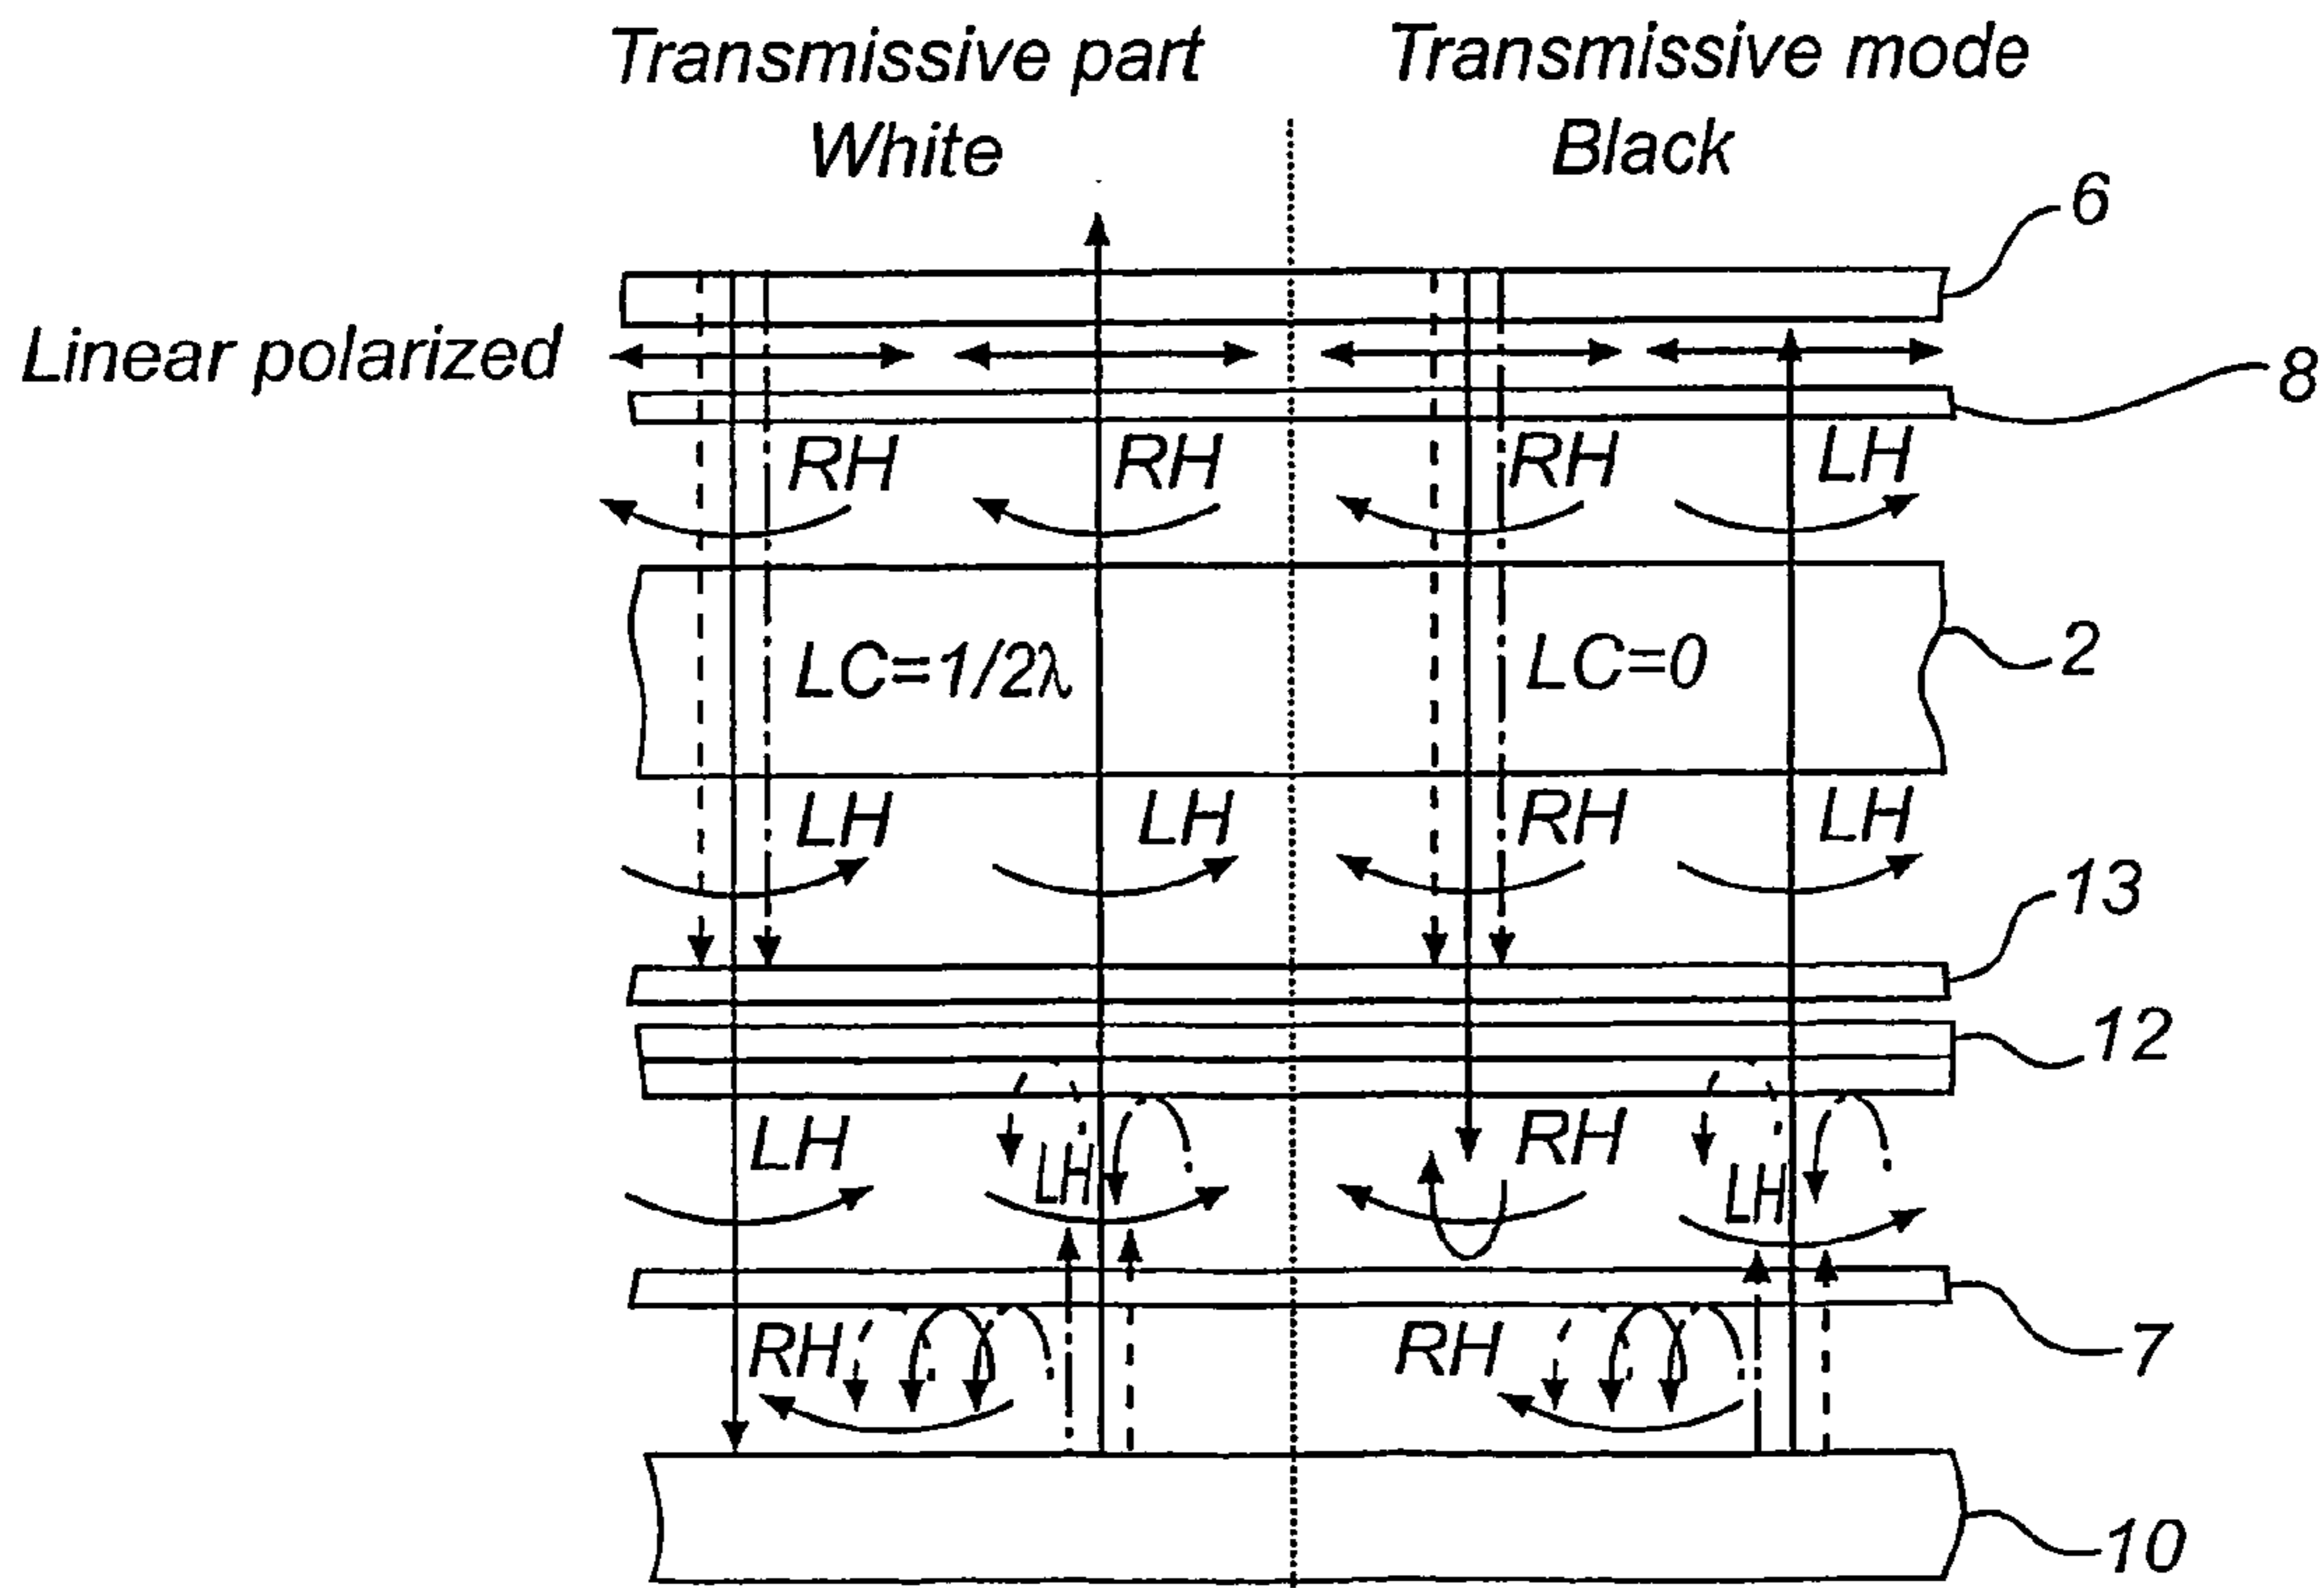 Transmissive part Transmissive mode
White Black
6
Linear polarized
8
RH RH RH LH
LC=1/2λ LC=0
2
LH LH RH LH
13
12
LH LH RH LH
7
RH RH
10